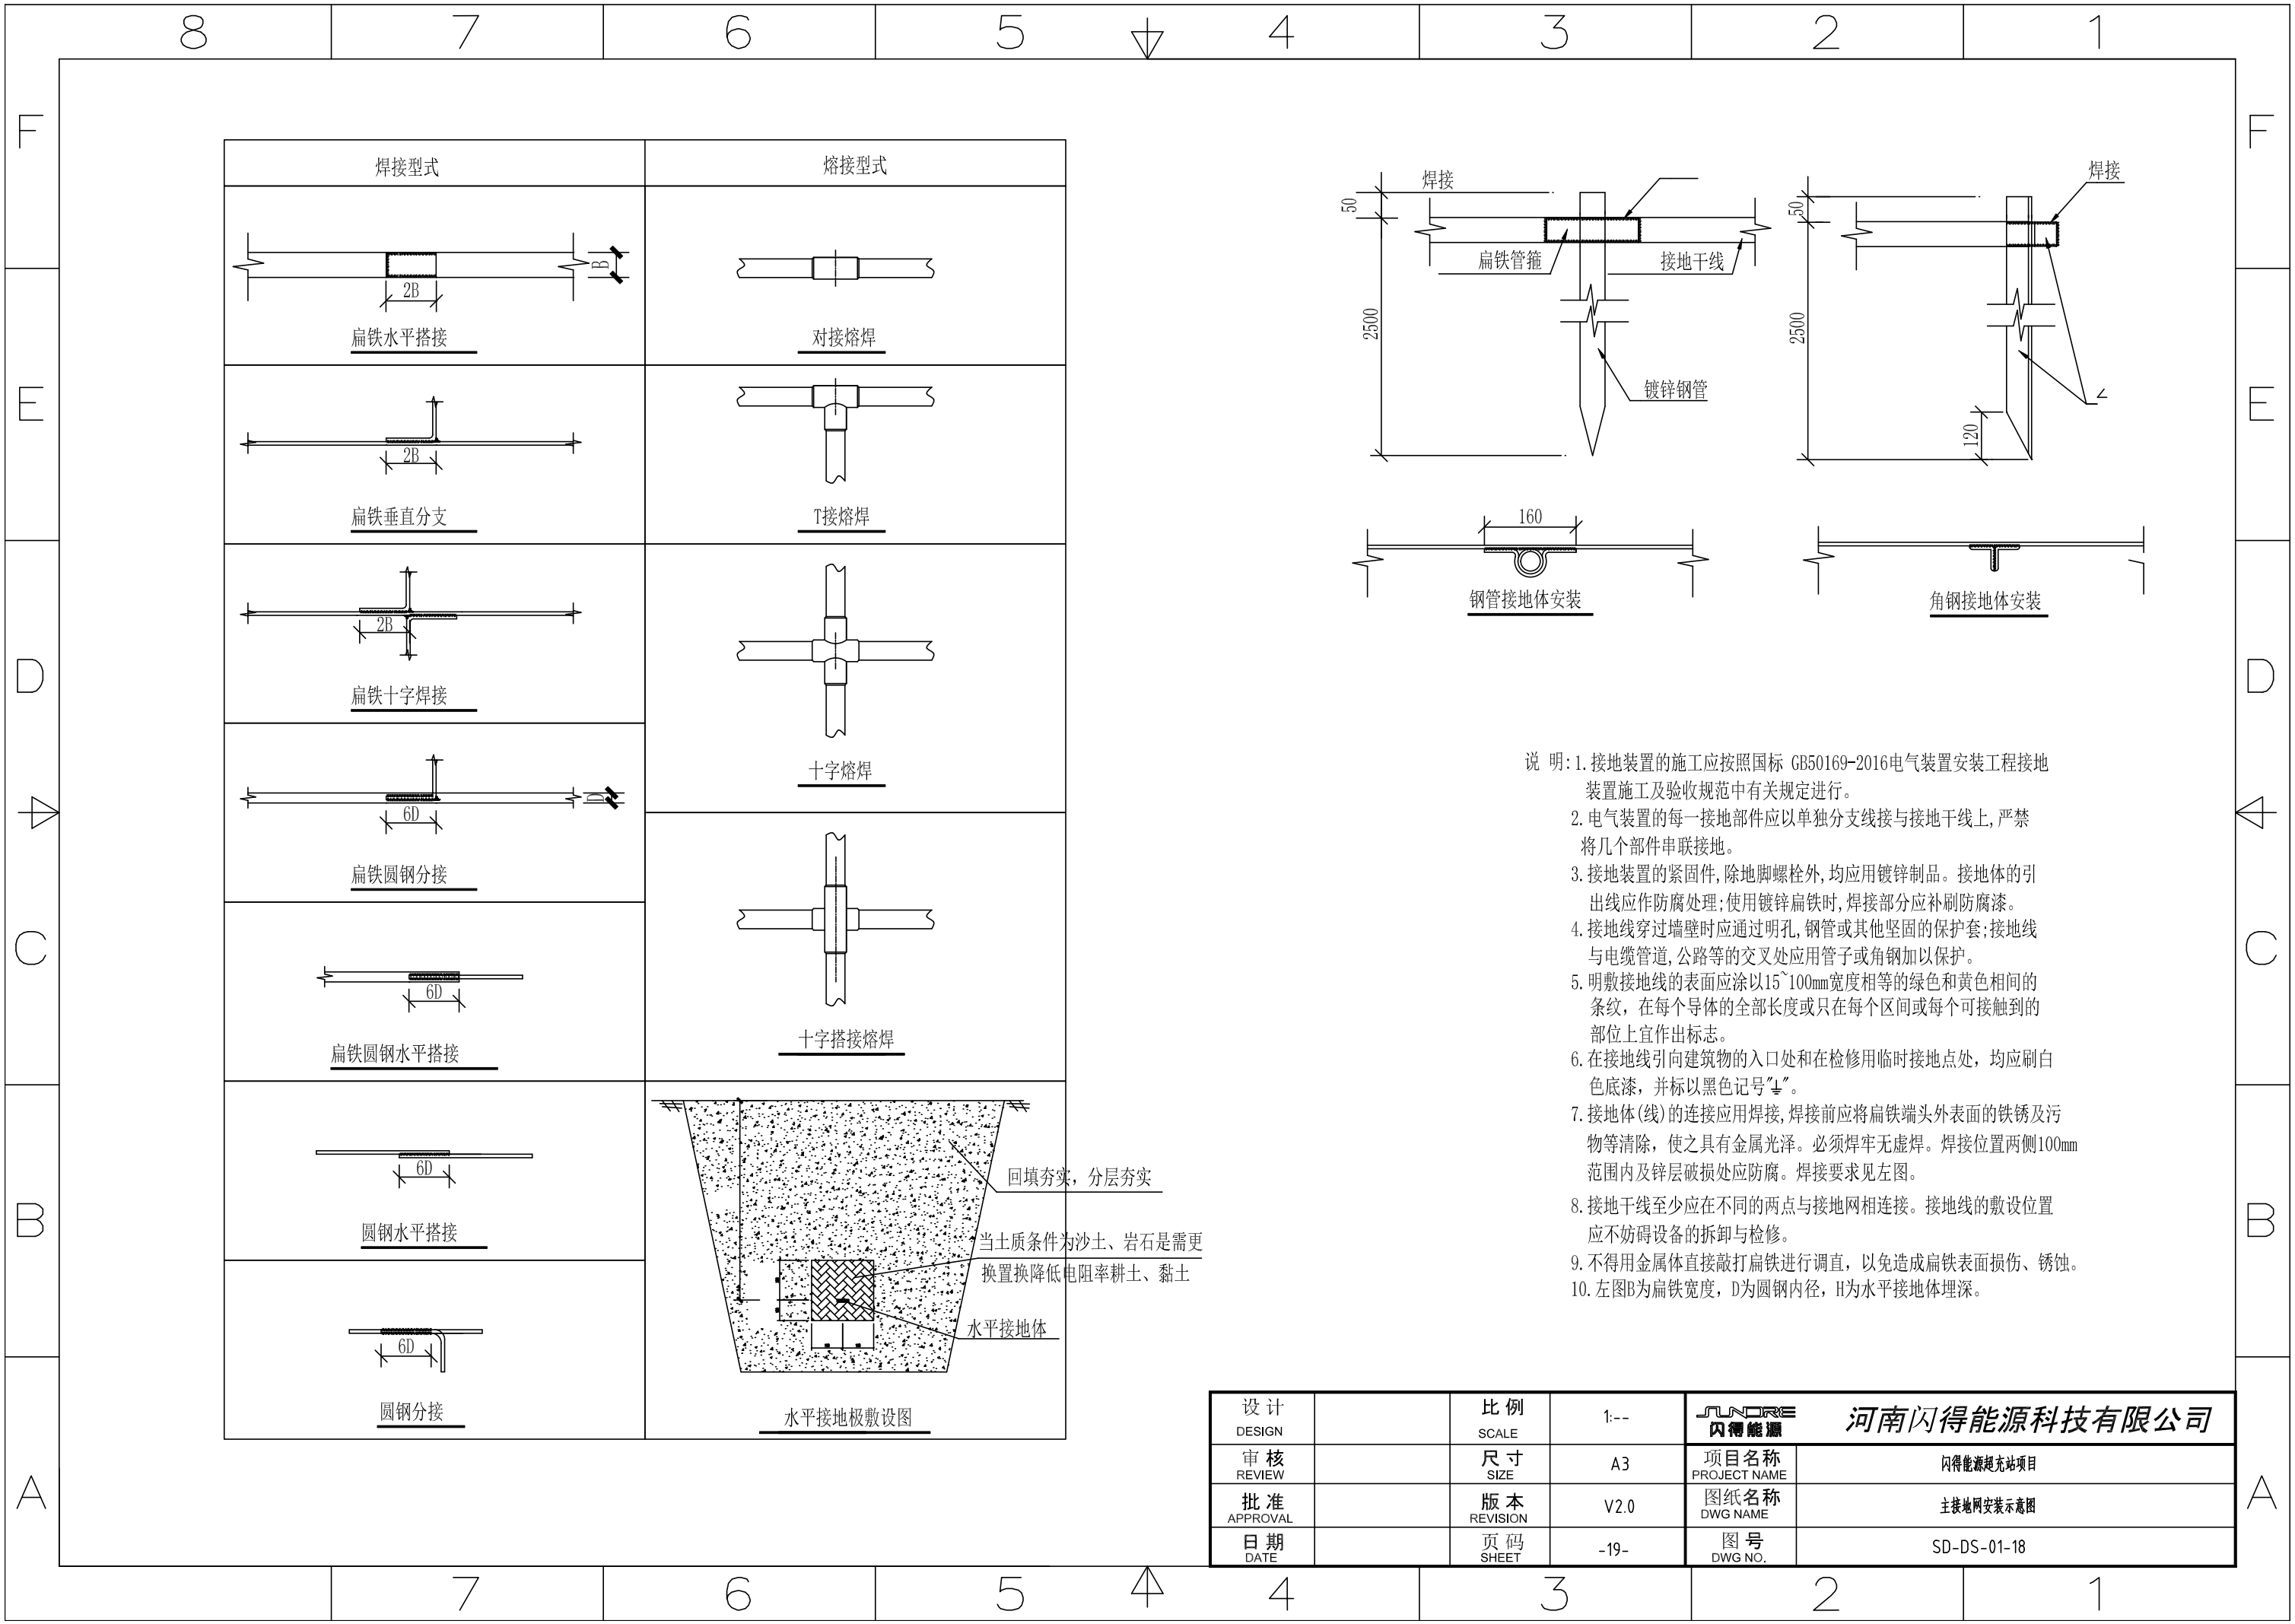 8 7 6 5 4 3 2 1
F
E
D
C
B
A
焊接型式
熔接型式
2B
B
扁铁水平搭接
对接熔焊
2B
扁铁垂直分支
T接熔焊
2B
扁铁十字焊接
十字熔焊
6D
D
扁铁圆钢分接
6D
扁铁圆钢水平搭接
十字搭接熔焊
6D
圆钢水平搭接
6D
圆钢分接
回填夯实，分层夯实
当土质条件为沙土、岩石是需更
换置换降低电阻率耕土、黏土
水平接地体
水平接地极敷设图
焊接
50
2500
扁铁管箍
接地干线
镀锌钢管
160
钢管接地体安装
焊接
50
2500
120
角钢接地体安装
说 明:1.接地装置的施工应按照国标 GB50169-2016电气装置安装工程接地
装置施工及验收规范中有关规定进行。
2.电气装置的每一接地部件应以单独分支线接与接地干线上,严禁
将几个部件串联接地。
3.接地装置的紧固件,除地脚螺栓外,均应用镀锌制品。接地体的引
出线应作防腐处理;使用镀锌扁铁时,焊接部分应补刷防腐漆。
4.接地线穿过墙壁时应通过明孔,钢管或其他坚固的保护套;接地线
与电缆管道,公路等的交叉处应用管子或角钢加以保护。
5.明敷接地线的表面应涂以15~100mm宽度相等的绿色和黄色相间的
条纹，在每个导体的全部长度或只在每个区间或每个可接触到的
部位上宜作出标志。
6.在接地线引向建筑物的入口处和在检修用临时接地点处，均应刷白
色底漆，并标以黑色记号"⏚"。
7.接地体(线)的连接应用焊接,焊接前应将扁铁端头外表面的铁锈及污
物等清除，使之具有金属光泽。必须焊牢无虚焊。焊接位置两侧100mm
范围内及锌层破损处应防腐。焊接要求见左图。
8.接地干线至少应在不同的两点与接地网相连接。接地线的敷设位置
应不妨碍设备的拆卸与检修。
9.不得用金属体直接敲打扁铁进行调直，以免造成扁铁表面损伤、锈蚀。
10.左图B为扁铁宽度，D为圆钢内径，H为水平接地体埋深。
设 计
DESIGN
比 例
SCALE
1:--
SUNDRE
闪得能源
河南闪得能源科技有限公司
审 核
REVIEW
尺 寸
SIZE
A3
项目名称
PROJECT NAME
闪得能源超充站项目
批 准
APPROVAL
版 本
REVISION
V2.0
图纸名称
DWG NAME
主接地网安装示意图
日 期
DATE
页 码
SHEET
-19-
图 号
DWG NO.
SD-DS-01-18
F
E
D
C
B
A
7 6 5 4 3 2 1